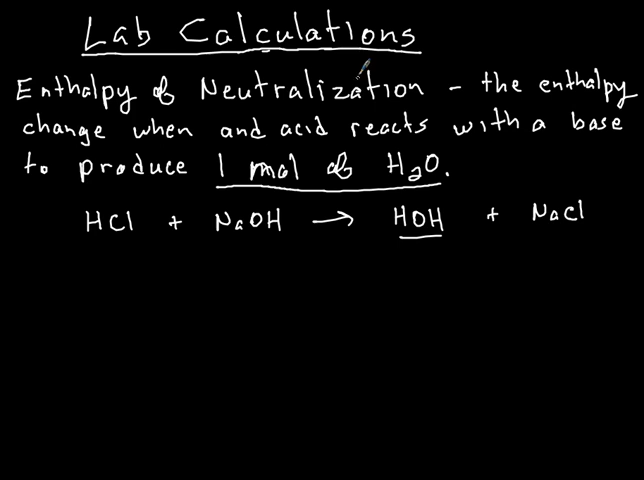 Lab Calculations
Enthalpy of Neutralization - the enthalpy
change when and acid reacts with a base
to produce 1 mol of H₂O.
HCl + NaOH → HOH + NaCl